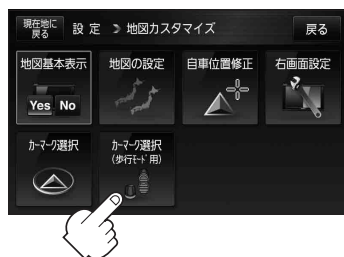 現在地に
戻る
設 定
地図カスタマイズ
戻る
地図基本表示
地図の設定
自車位置修正
右画面設定
Yes No
カーマーク選択
カーマーク選択
(歩行モード用)